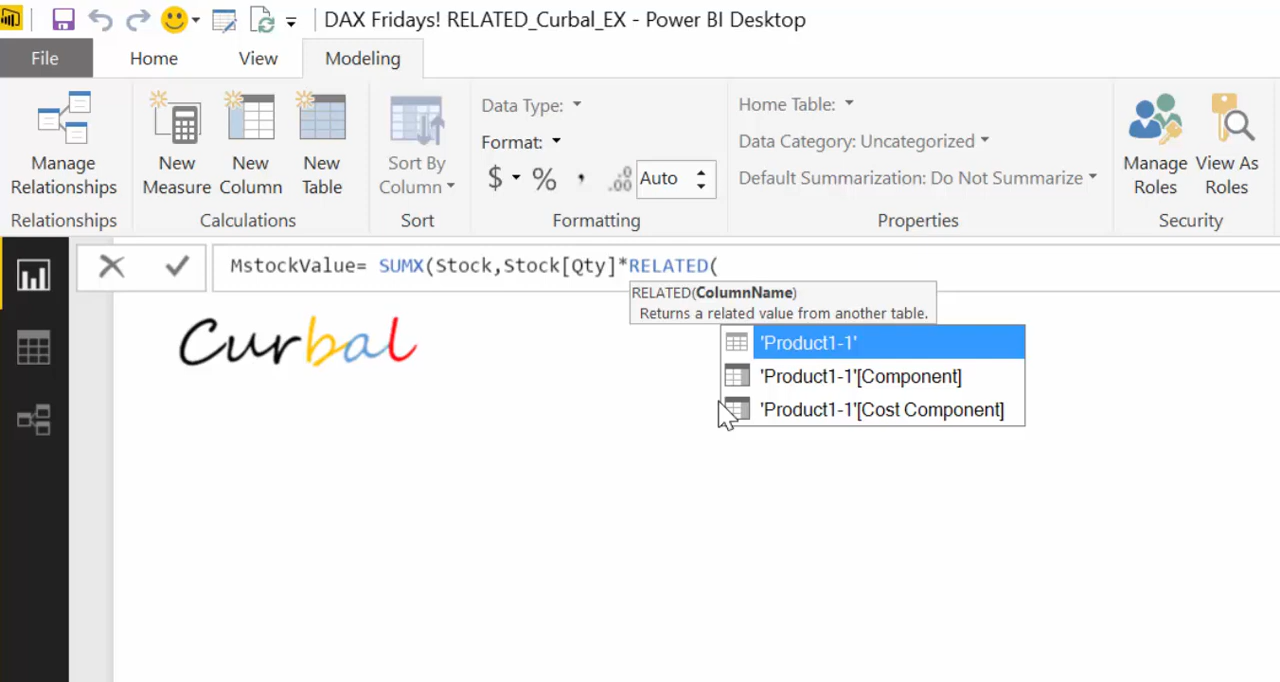 DAX Fridays! RELATED_Curbal_EX - Power BI Desktop
File Home View Modeling
Manage Relationships
New Measure
New Column
New Table
Sort By Column
Data Type:
Format:
$ % , .00 Auto
Home Table:
Data Category: Uncategorized
Default Summarization: Do Not Summarize
Manage Roles
View As Roles
Relationships Calculations Sort Formatting Properties Security
MstockValue= SUMX(Stock,Stock[Qty]*RELATED(
RELATED(ColumnName)
Returns a related value from another table.
Curbal
'Product1-1'
'Product1-1'[Component]
'Product1-1'[Cost Component]